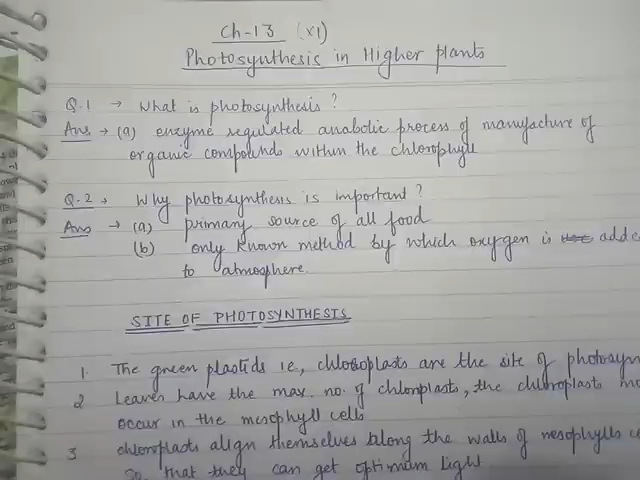 Ch-13 (XI)
Photosynthesis in Higher plants
Q.1 → What is photosynthesis?
Ans → (a) enzyme regulated anabolic process of manufacture of
organic compounds within the chlorophyll
Q.2 → Why photosynthesis is important?
Ans → (a) primary source of all food
(b) only known method by which oxygen is added
to atmosphere.
SITE OF PHOTOSYNTHESIS
1. The green plastids i.e., chloroplasts are the site of photosyn
2 Leaves have the max. no. of chloroplasts, the chloroplasts
occur in the mesophyll cells
3 chloroplasts align themselves along the walls of mesophylls
So that they can get optimum light